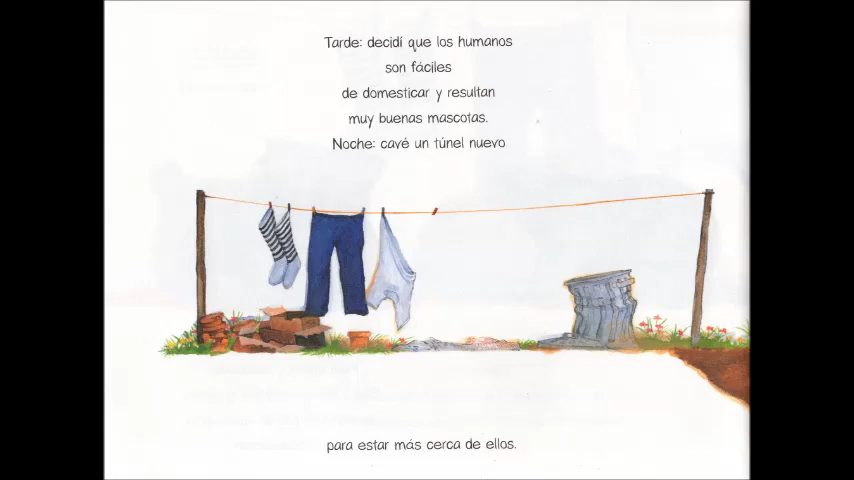 Tarde: decidí que los humanos
son fáciles
de domesticar y resultan
muy buenas mascotas.
Noche: cavé un túnel nuevo
para estar más cerca de ellos.